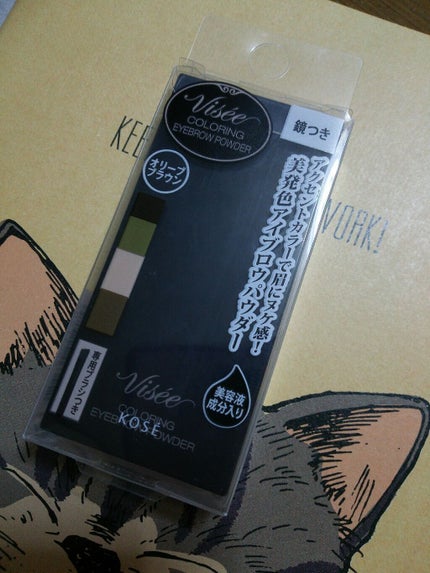 Visée
COLORING
EYEBROW POWDER
鏡つき
オリーブ
ブラウン
アクセントカラーで眉にヌケ感!
美発色アイブロウパウダー
専用ブラシつき
美容液
成分入り
Visée
COLORING
EYEBROW POWDER
KOSÉ
KEE
WORK!